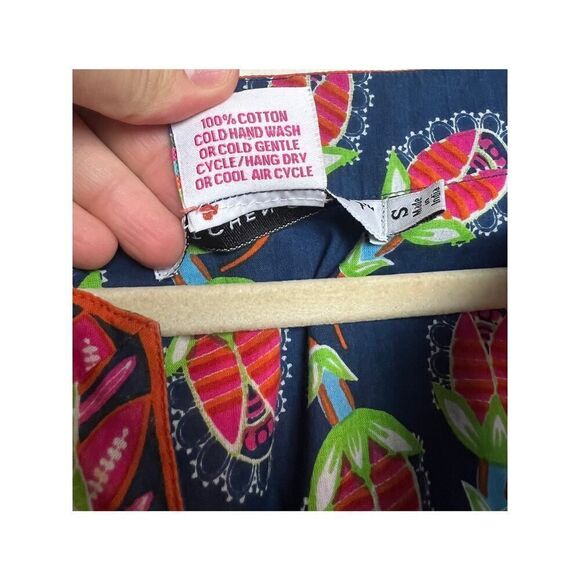 100% COTTON
COLD HAND WASH
OR COLD GENTLE
CYCLE/HANG DRY
OR COOL AIR CYCLE
S
Made
in
India